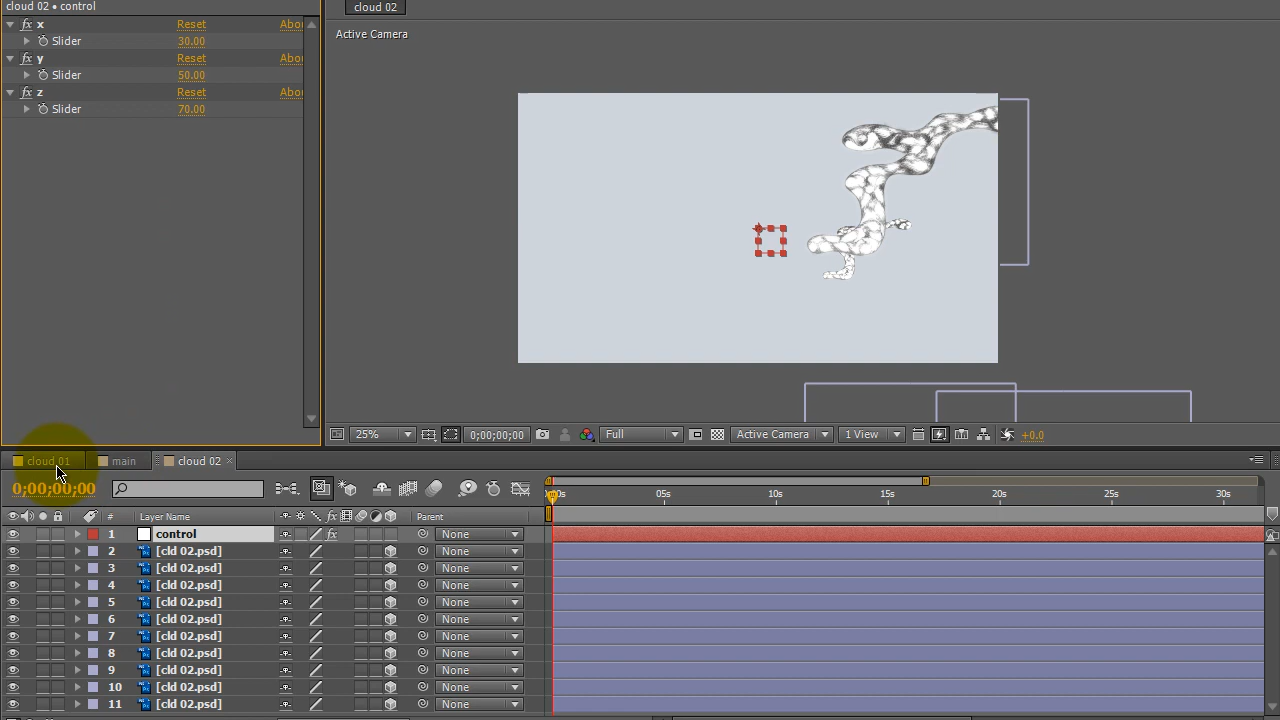 cloud 02 • control
cloud 02
fx x Reset Abou
Slider 30.00
fx y Reset Abou
Slider 50.00
fx z Reset Abou
Slider 70.00
Active Camera
25% 0;00;00;00 Full Active Camera 1 View +0.0
cloud 01 main cloud 02 ×
0;00;00;00
05s 10s 15s 20s 25s 30s
# Layer Name fx Parent
1 control fx None
2 [cld 02.psd] None
3 [cld 02.psd] None
4 [cld 02.psd] None
5 [cld 02.psd] None
6 [cld 02.psd] None
7 [cld 02.psd] None
8 [cld 02.psd] None
9 [cld 02.psd] None
10 [cld 02.psd] None
11 [cld 02.psd] None